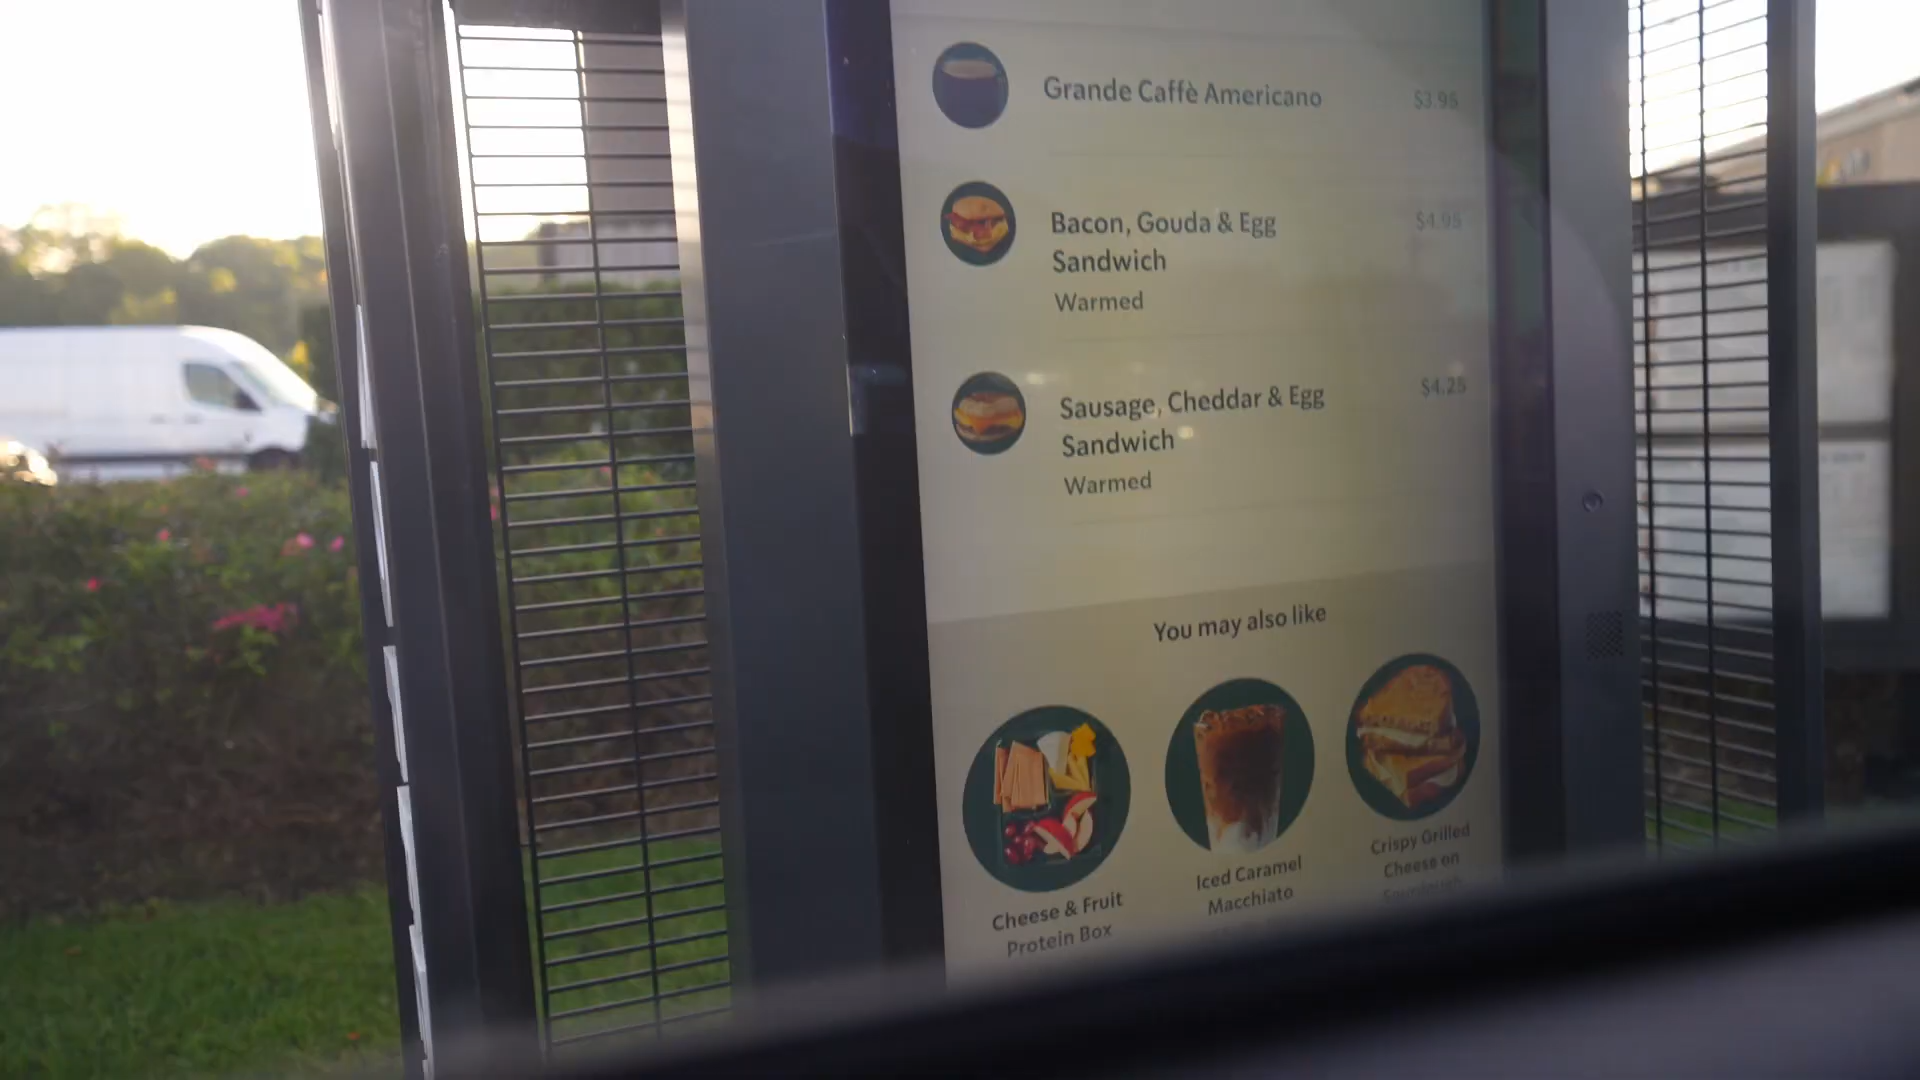 Grande Caffè Americano $3.95
Bacon, Gouda & Egg $4.95
Sandwich
Warmed
Sausage, Cheddar & Egg $4.25
Sandwich
Warmed
You may also like
Cheese & Fruit
Protein Box
Iced Caramel
Macchiato
Crispy Grilled
Cheese on